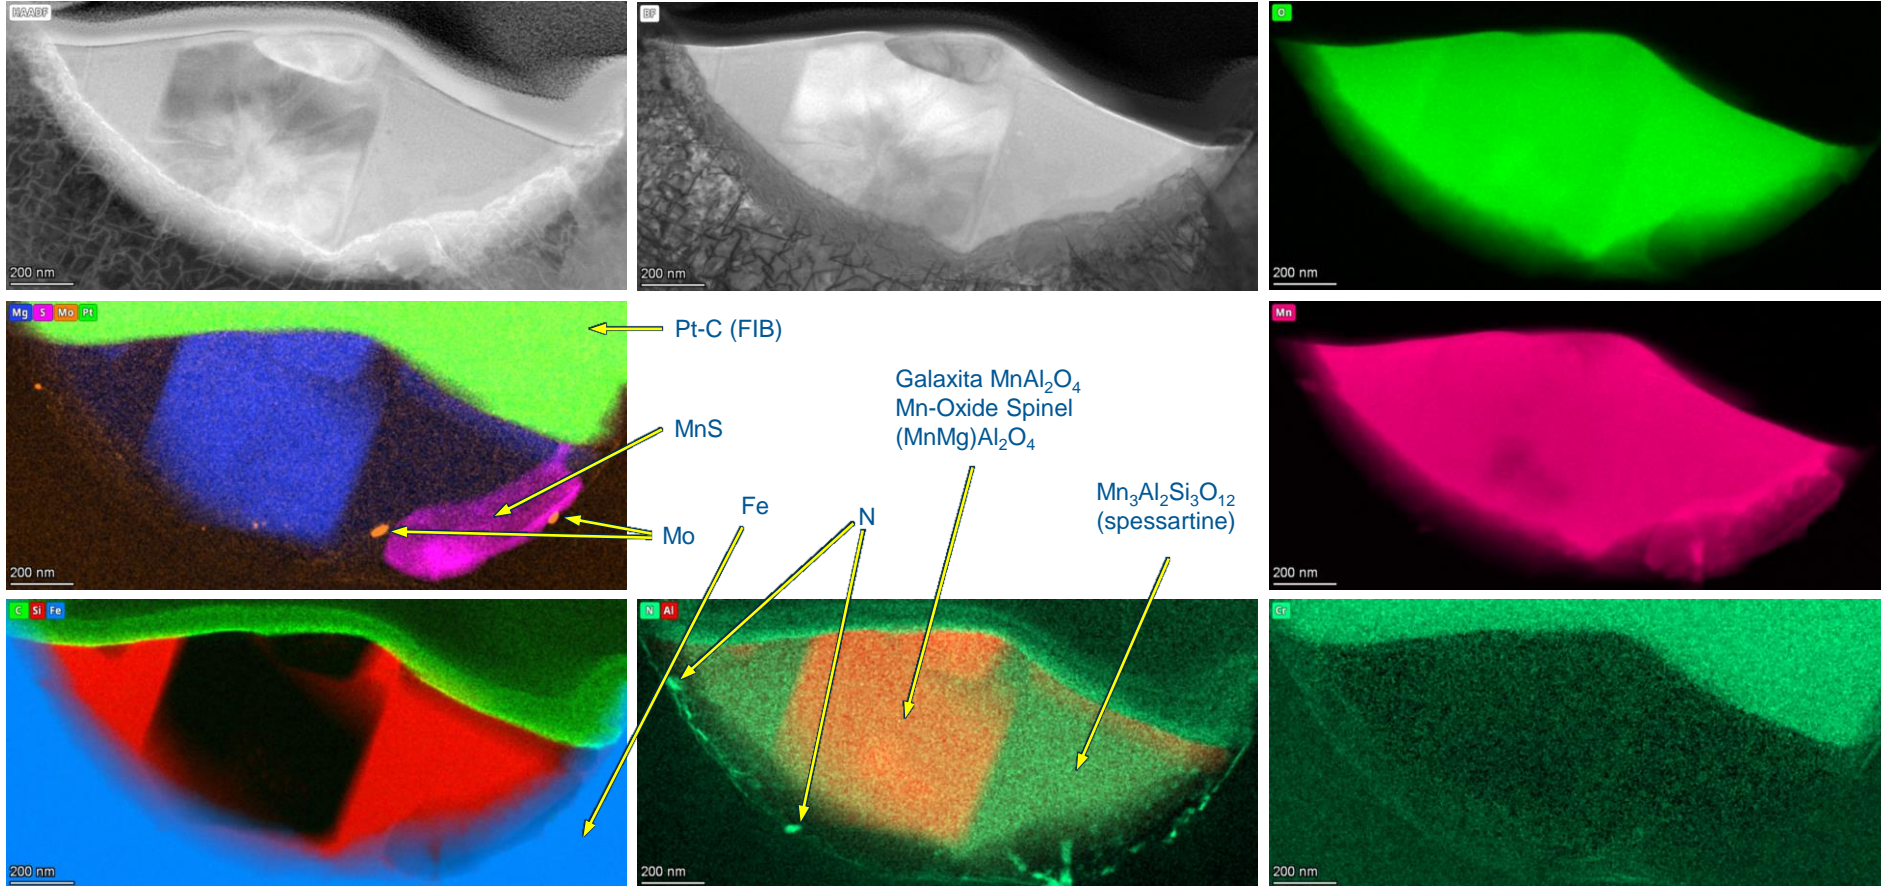 HAADF
BF
O
200 nm
200 nm
200 nm
Mg S Mo Pt
Pt-C (FIB)
Mn
Galaxita MnAl₂O₄
Mn-Oxide Spinel
(MnMg)Al₂O₄
MnS
Mn₃Al₂Si₃O₁₂
(spessartine)
Fe
N
Mo
200 nm
200 nm
C Si Fe
N Al
Cr
200 nm
200 nm
200 nm